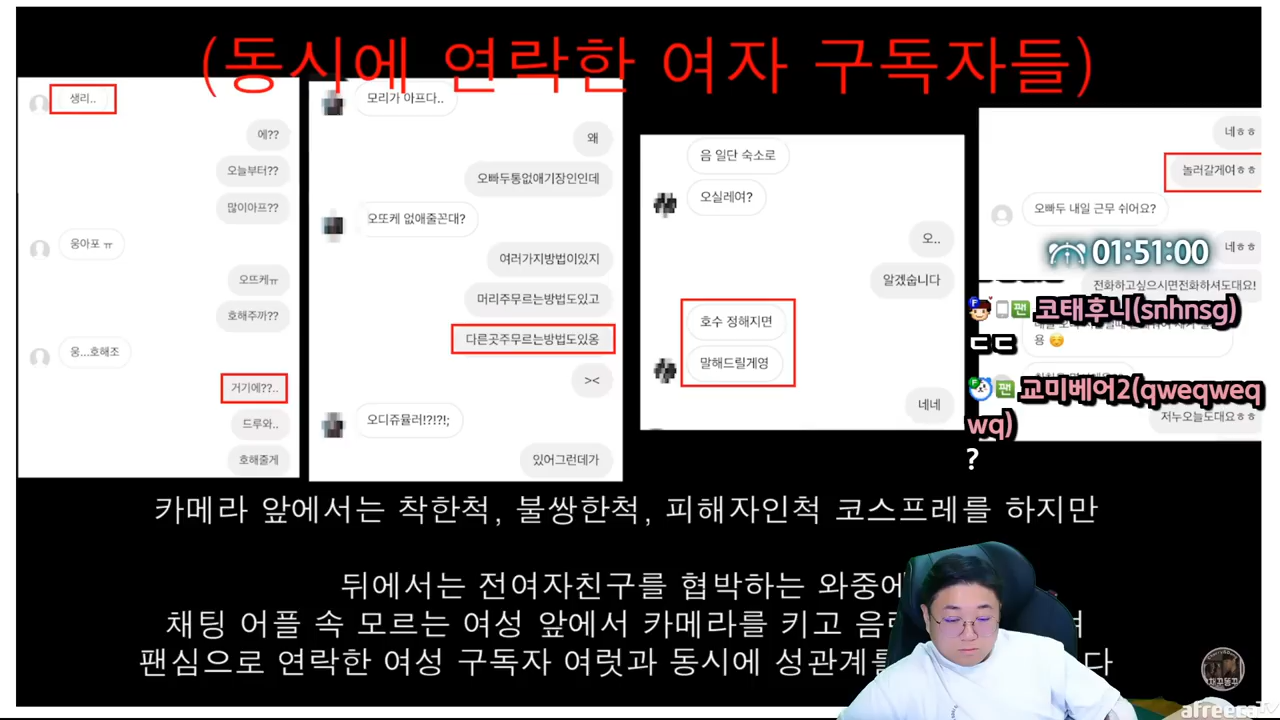 (동시에 연락한 여자 구독자들)
생리..
에??
오늘부터??
많이아프??
웅아포 ㅠ
오뜨케ㅠ
호해주까??
웅...호해조
거기에??..
드루와..
호해줄게
모리가 아프다..
왜
오빠두통없애기장인인데
오또케 없애줄꼰대?
여러가지방법이있지
머리주무르는방법도있고
다른곳주무르는방법도있옹
><
오디쥬뮬러!?!?!;
있어그런데가
음 일단 숙소로
오실레여?
오..
알겠숩니다
호수 정해지면
말해드릴게영
네네
네ㅎㅎ
놀러갈게여ㅎㅎ
오빠두 내일 근무 쉬어요?
네ㅎㅎ
01:51:00
전화하고싶으시면전화하셔도대요!
F 팬 코태후니(snhnsg)
ㄷㄷ
용
F 팬 교미베어2(qweqweq
wq)
저누오늘도대요ㅎㅎ
?
카메라 앞에서는 착한척, 불쌍한척, 피해자인척 코스프레를 하지만
뒤에서는 전여자친구를 협박하는 와중에
채팅 어플 속 모르는 여성 앞에서 카메라를 키고
팬심으로 연락한 여성 구독자 여럿과 동시에 성관계를
afreecaTV